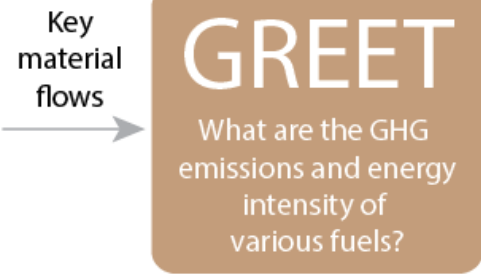 Key
material
flows
GREET
What are the GHG
emissions and energy
intensity of
various fuels?